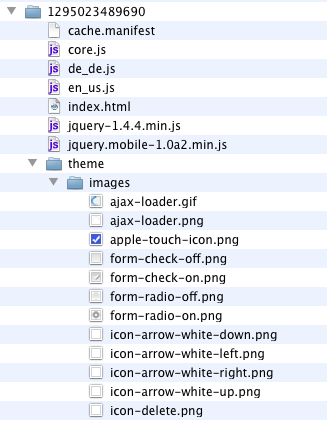 1295023489690
cache.manifest
core.js
de_de.js
en_us.js
index.html
jquery-1.4.4.min.js
jquery.mobile-1.0a2.min.js
theme
images
ajax-loader.gif
ajax-loader.png
apple-touch-icon.png
form-check-off.png
form-check-on.png
form-radio-off.png
form-radio-on.png
icon-arrow-white-down.png
icon-arrow-white-left.png
icon-arrow-white-right.png
icon-arrow-white-up.png
icon-delete.png